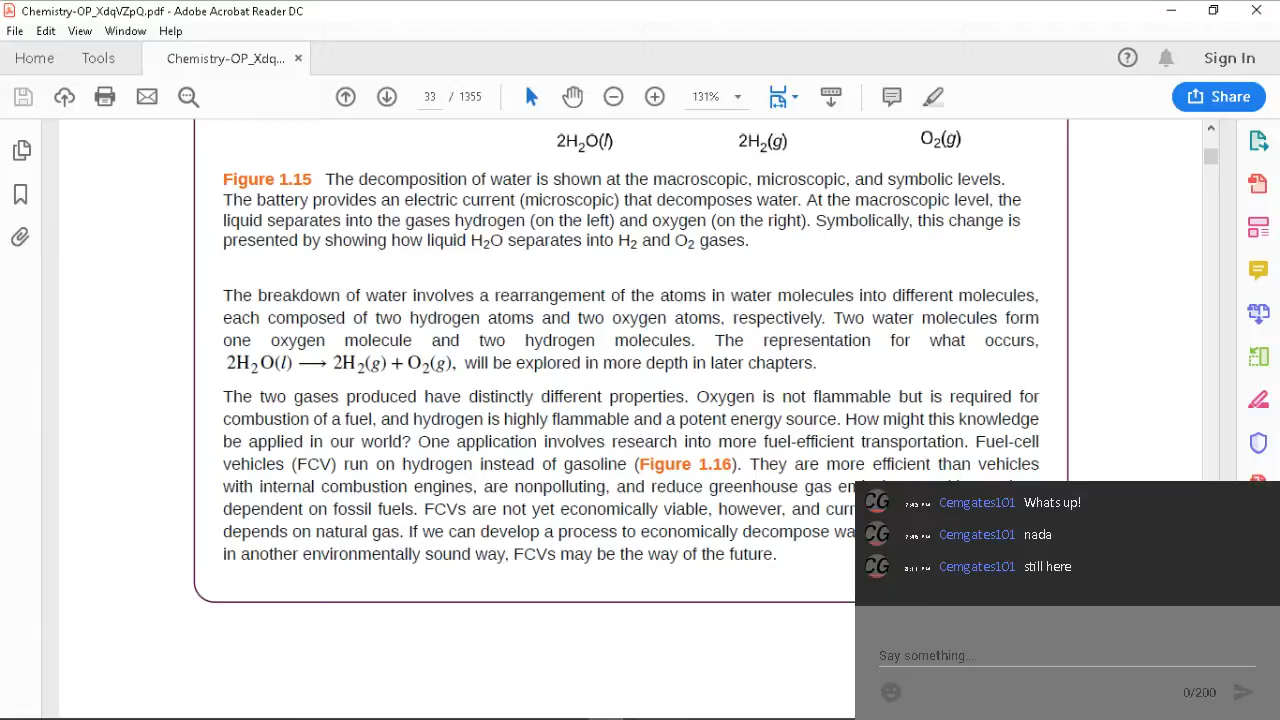 Chemistry-OP_XdqVZpQ.pdf - Adobe Acrobat Reader DC
File Edit View Window Help
Home Tools Chemistry-OP_Xdq... × Sign In
33 / 1355 131% Share
2H2O(l) 2H2(g) O2(g)
Figure 1.15 The decomposition of water is shown at the macroscopic, microscopic, and symbolic levels.
The battery provides an electric current (microscopic) that decomposes water. At the macroscopic level, the
liquid separates into the gases hydrogen (on the left) and oxygen (on the right). Symbolically, this change is
presented by showing how liquid H2O separates into H2 and O2 gases.
The breakdown of water involves a rearrangement of the atoms in water molecules into different molecules,
each composed of two hydrogen atoms and two oxygen atoms, respectively. Two water molecules form
one oxygen molecule and two hydrogen molecules. The representation for what occurs,
2H2O(l) ⟶ 2H2(g) + O2(g), will be explored in more depth in later chapters.
The two gases produced have distinctly different properties. Oxygen is not flammable but is required for
combustion of a fuel, and hydrogen is highly flammable and a potent energy source. How might this knowledge
be applied in our world? One application involves research into more fuel-efficient transportation. Fuel-cell
vehicles (FCV) run on hydrogen instead of gasoline (Figure 1.16). They are more efficient than vehicles
with internal combustion engines, are nonpolluting, and reduce greenhouse gas
dependent on fossil fuels. FCVs are not yet economically viable, however, and
depends on natural gas. If we can develop a process to economically decompose
in another environmentally sound way, FCVs may be the way of the future.
CG Cemgates101 Whats up!
CG Cemgates101 nada
CG Cemgates101 still here
Say something...
0/200